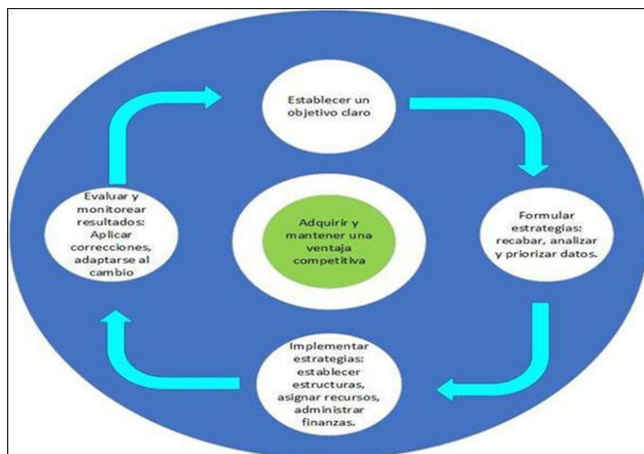 Establecer un
objetivo claro
Formular
estrategias:
recabar, analizar
y priorizar datos.
Implementar
estrategias:
establecer
estructuras,
asignar recursos,
administrar
finanzas.
Evaluar y
monitorear
resultados:
Aplicar
correcciones,
adaptarse al
cambio
Adquirir y
mantener una
ventaja
competitiva